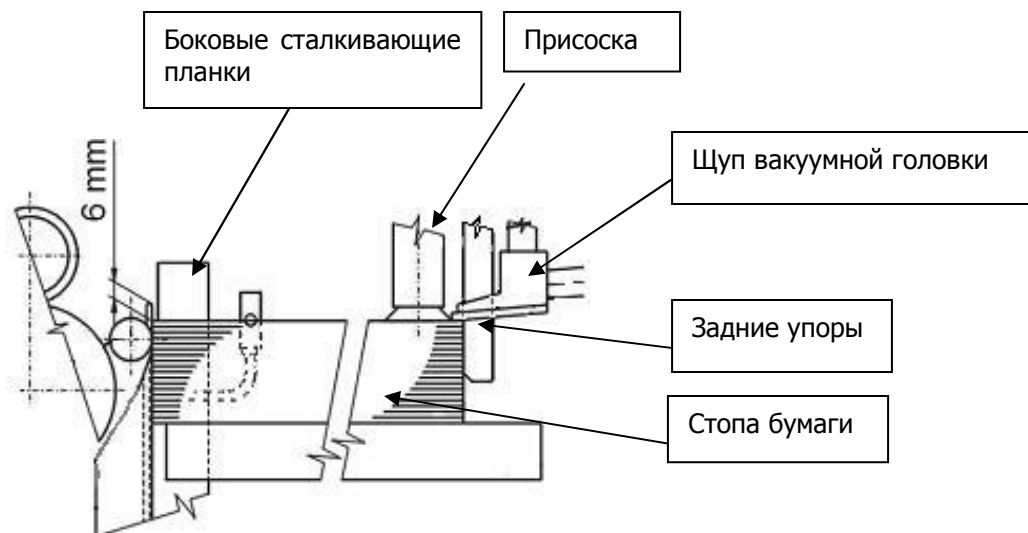 Боковые сталкивающие
планки
Присоска
Щуп вакуумной головки
6 mm
Задние упоры
Стопа бумаги